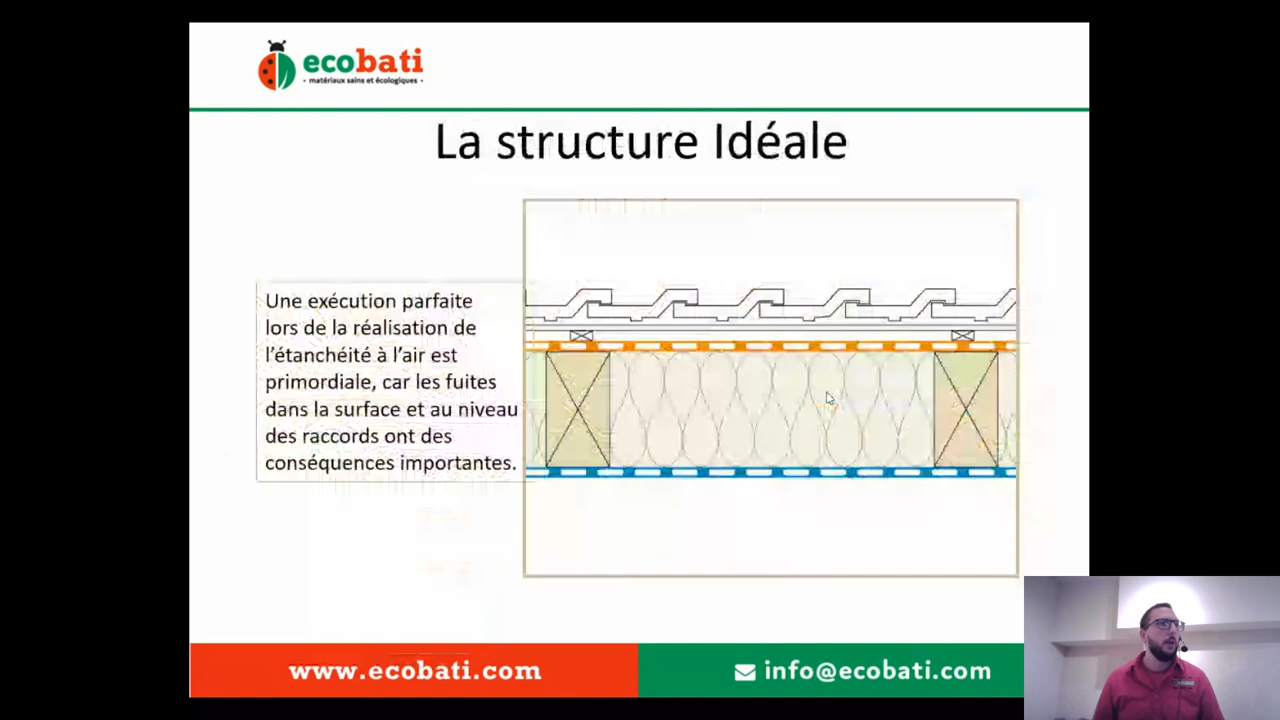 ecobati
• matériaux sains et écologiques •
La structure Idéale
Une exécution parfaite
lors de la réalisation de
l'étanchéité à l'air est
primordiale, car les fuites
dans la surface et au niveau
des raccords ont des
conséquences importantes.
www.ecobati.com
info@ecobati.com